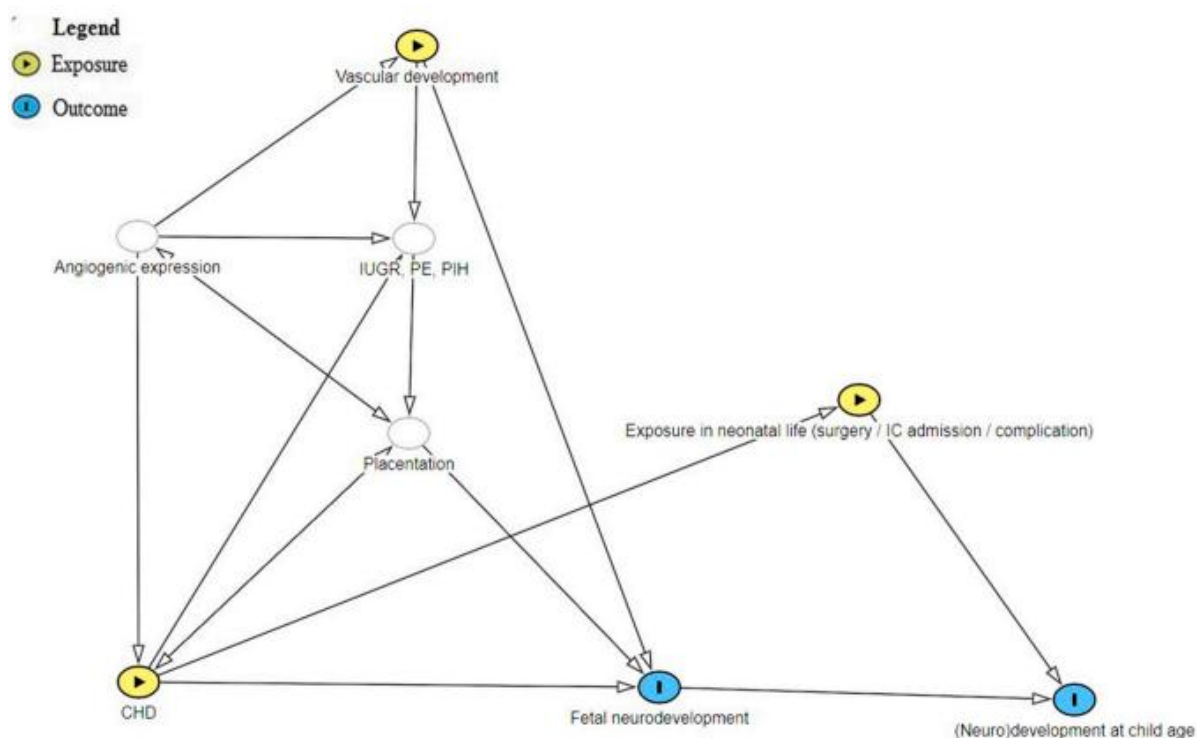 Legend
Exposure
Outcome
Vascular development
Angiogenic expression
IUGR, PE, PIH
Exposure in neonatal life (surgery / IC admission / complication)
Placentation
CHD
Fetal neurodevelopment
(Neuro)development at child age